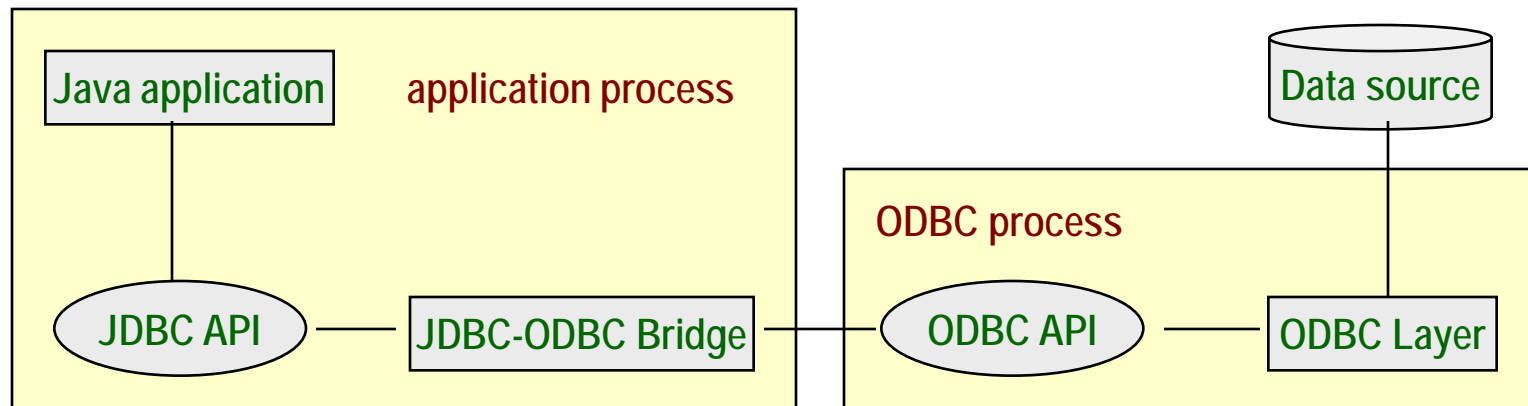 Java application
application process
Data source
ODBC process
JDBC API
JDBC-ODBC Bridge
ODBC API
ODBC Layer